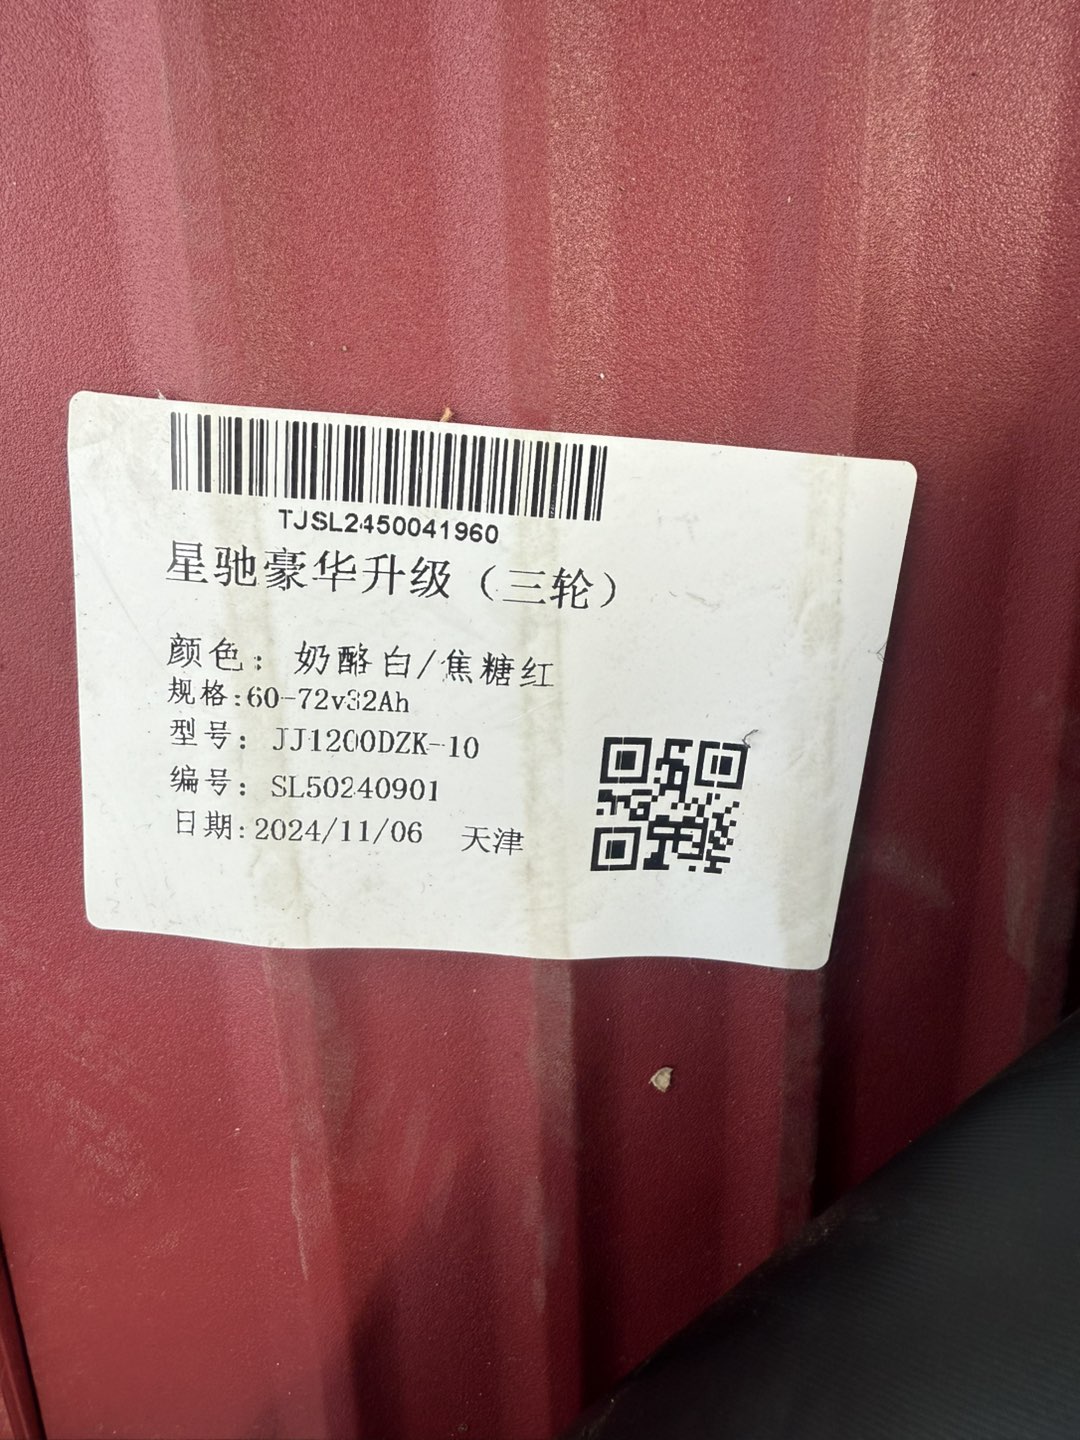 TJSL2450041960
星驰豪华升级（三轮）
颜色：奶酪白/焦糖红
规格:60-72v32Ah
型号：JJ1200DZK-10
编号：SL50240901
日期:2024/11/06 天津